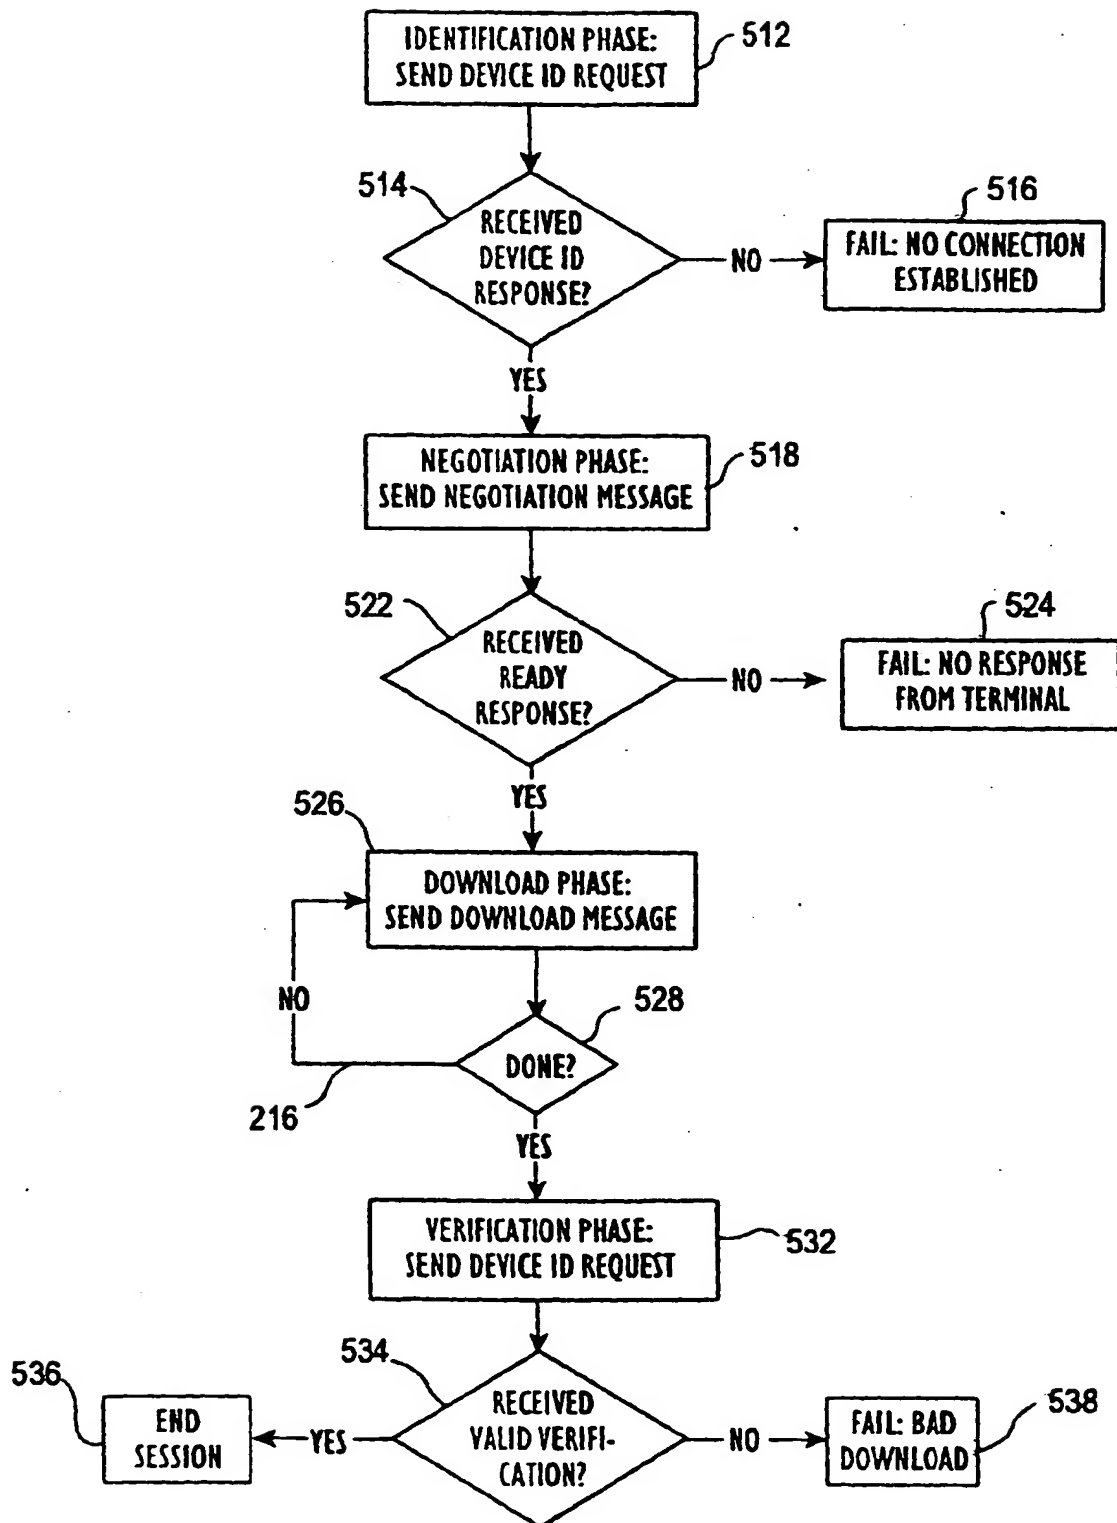 IDENTIFICATION PHASE:
SEND DEVICE ID REQUEST
512
514
RECEIVED
DEVICE ID
RESPONSE?
NO
516
FAIL: NO CONNECTION
ESTABLISHED
YES
NEGOTIATION PHASE:
SEND NEGOTIATION MESSAGE
518
522
RECEIVED
READY
RESPONSE?
NO
524
FAIL: NO RESPONSE
FROM TERMINAL
YES
526
DOWNLOAD PHASE:
SEND DOWNLOAD MESSAGE
NO
528
DONE?
216
YES
VERIFICATION PHASE:
SEND DEVICE ID REQUEST
532
534
RECEIVED
VALID VERIFI-
CATION?
536
END
SESSION
YES
NO
FAIL: BAD
DOWNLOAD
538